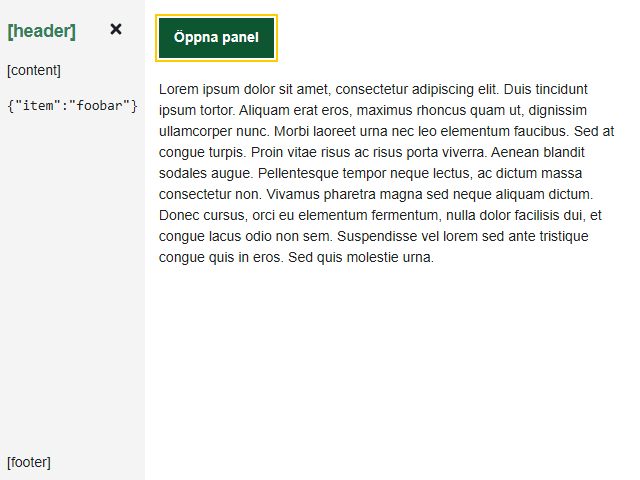 [header]
[content]
{"item":"foobar"}
[footer]
Öppna panel
Lorem ipsum dolor sit amet, consectetur adipiscing elit. Duis tincidunt
ipsum tortor. Aliquam erat eros, maximus rhoncus quam ut, dignissim
ullamcorper nunc. Morbi laoreet urna nec leo elementum faucibus. Sed at
congue turpis. Proin vitae risus ac risus porta viverra. Aenean blandit
sodales augue. Pellentesque tempor neque lectus, ac dictum massa
consectetur non. Vivamus pharetra magna sed neque aliquam dictum.
Donec cursus, orci eu elementum fermentum, nulla dolor facilisis dui, et
congue lacus odio non sem. Suspendisse vel lorem sed ante tristique
congue quis in eros. Sed quis molestie urna.